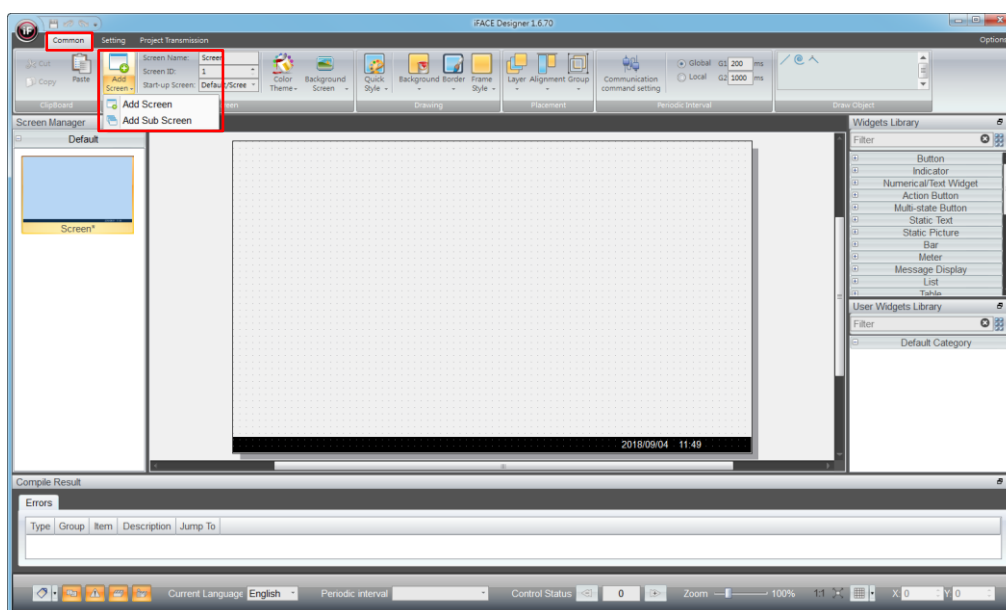 iFACE Designer 1.6.70
iF
Common Setting Project Transmission Options
Cut
Copy
Paste
Clipboard
Add Screen
Screen Name: Screen
Screen ID: 1
Start-up Screen: Default/Scree
Add Screen
Add Sub Screen
Color Theme
Background Screen
Quick Style
Background Border Frame Style
Drawing
Layer Alignment Group
Placement
Communication command setting
Global G1 200 ms
Local G2 1000 ms
Periodic Interval
Draw Object
Screen Manager
Default
Screen*
2018/09/04 11:49
Widgets Library
Filter
Button
Indicator
Numerical/Text Widget
Action Button
Multi-state Button
Static Text
Static Picture
Bar
Meter
Message Display
List
Table
User Widgets Library
Filter
Default Category
Compile Result
Errors
Type Group Item Description Jump To
Current Language English Periodic interval Control Status 0 Zoom 100% 1:1 X 0 Y 0